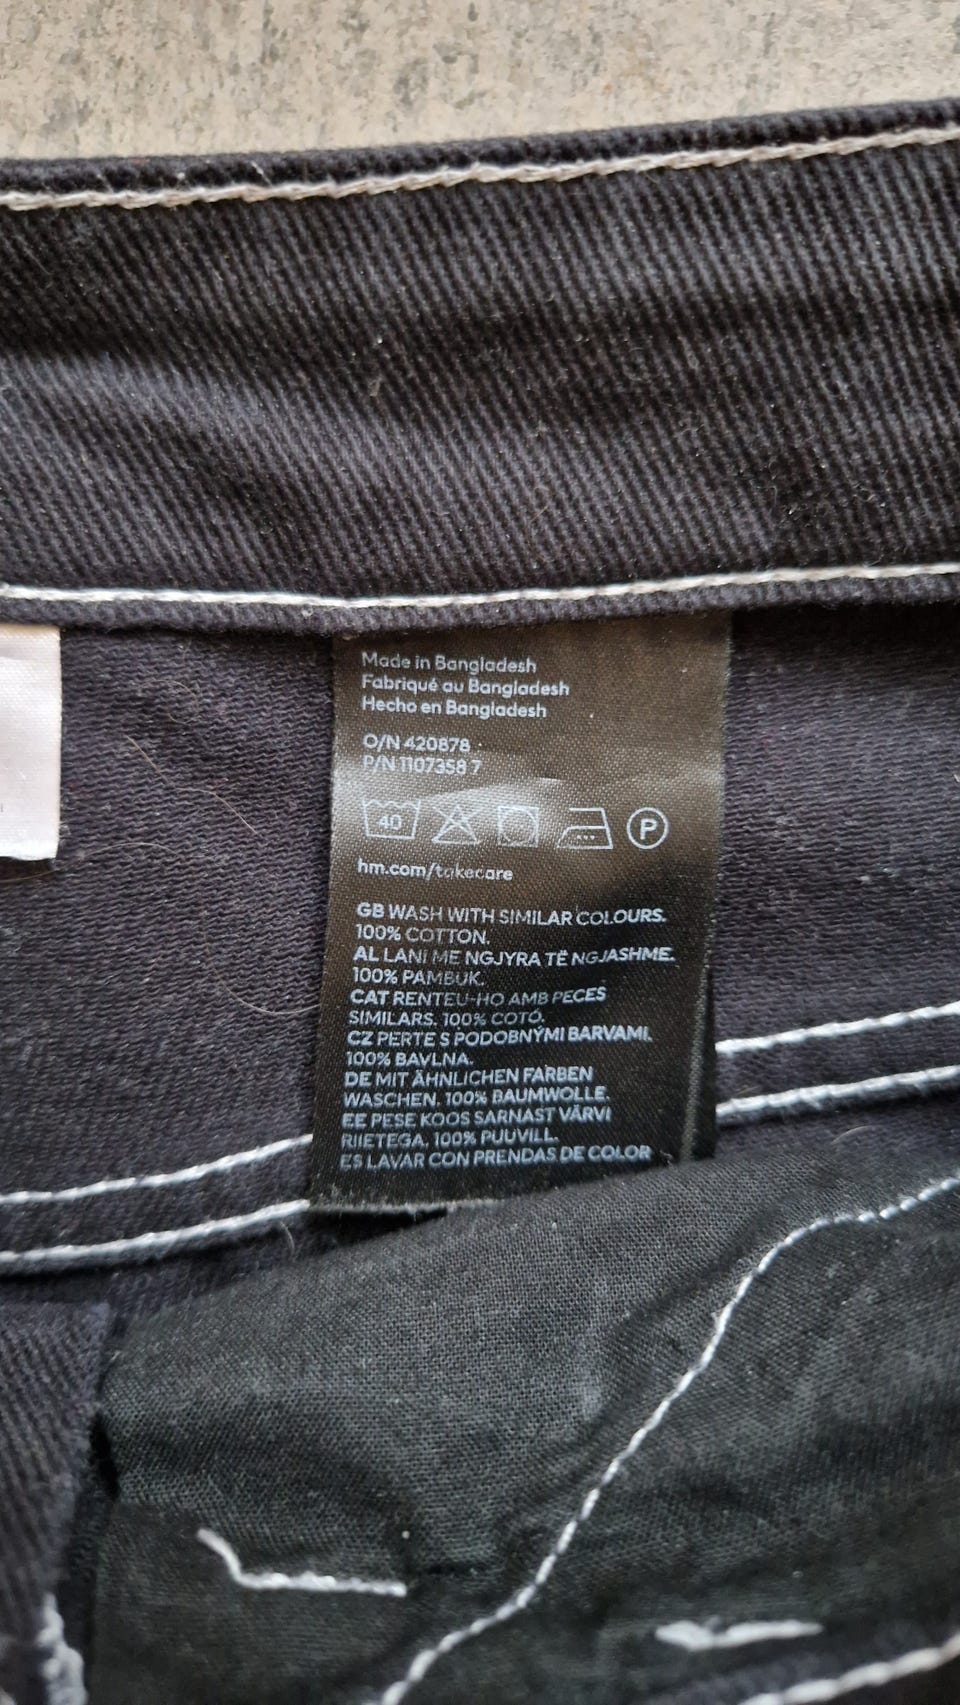 Made in Bangladesh
Fabriqué au Bangladesh
Hecho en Bangladesh
O/N 420878
P/N 1107358 7
40 P
hm.com/takecare
GB WASH WITH SIMILAR COLOURS.
100% COTTON.
AL LANI ME NGJYRA TË NGJASHME.
100% PAMBUK.
CAT RENTEU-HO AMB PECES
SIMILARS. 100% COTÓ.
CZ PERTE S PODOBNÝMI BARVAMI.
100% BAVLNA.
DE MIT ÄHNLICHEN FARBEN
WASCHEN. 100% BAUMWOLLE.
EE PESE KOOS SARNAST VÄRVI
RIIETEGA. 100% PUUVILL.
ES LAVAR CON PRENDAS DE COLOR